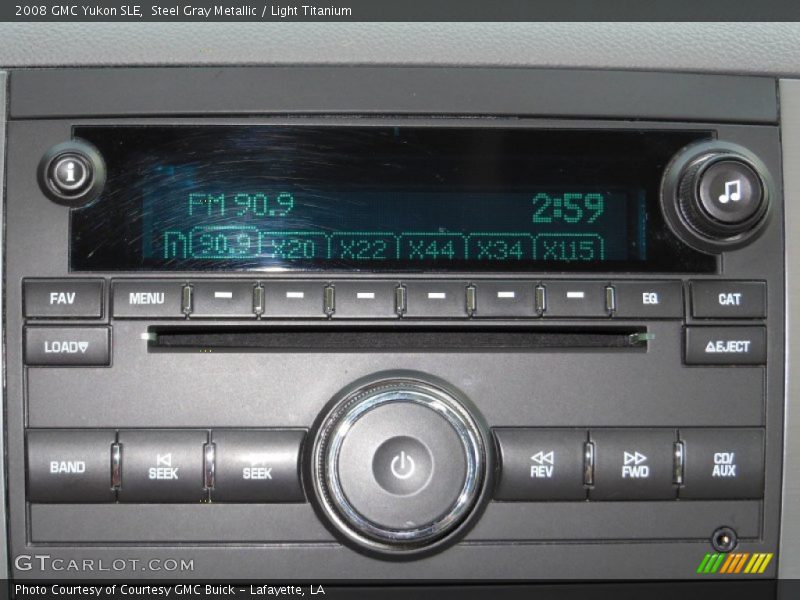 2008 GMC Yukon SLE,  Steel Gray Metallic / Light Titanium
i
FM 90.9 2:59
90.9 X20 X22 X44 X34 X115
FAV MENU EQ CAT
LOAD EJECT
BAND SEEK SEEK REV FWD CD/AUX
GTCARLOT.COM
Photo Courtesy of Courtesy GMC Buick - Lafayette, LA